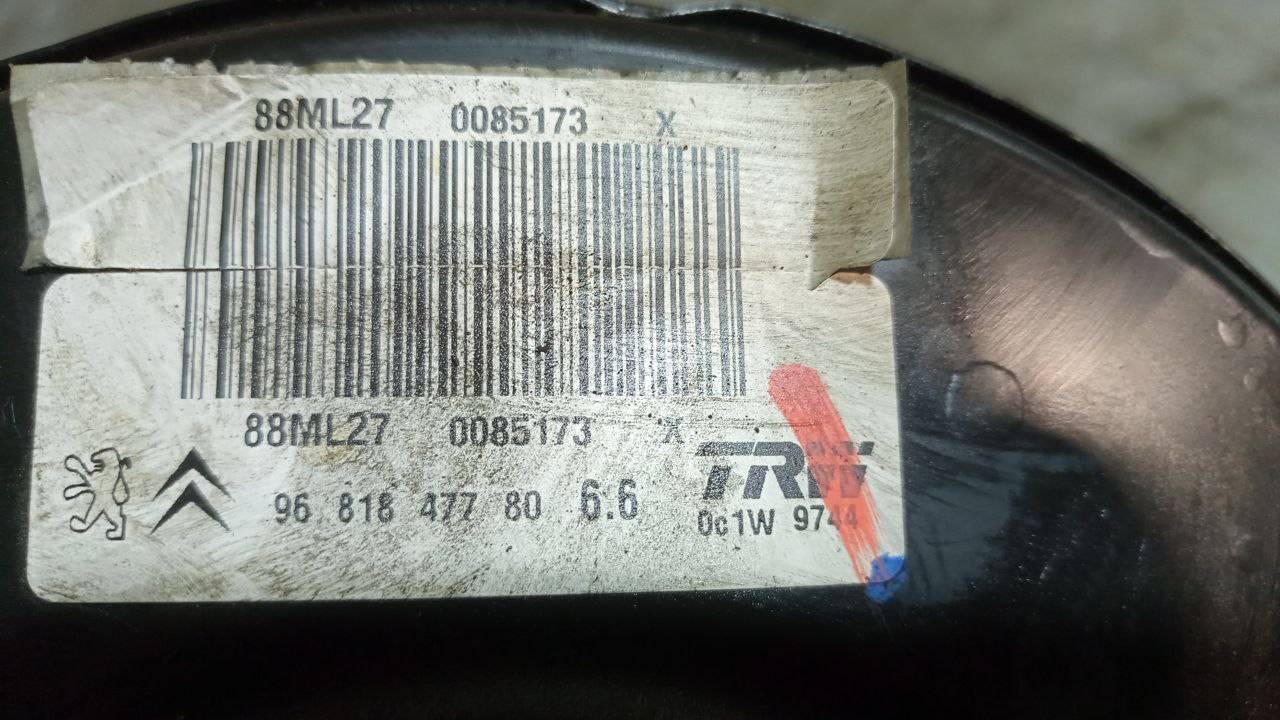 88ML27 0085173 X
88ML27 0085173 X
TRW
96 818 477 80 6.6
0c1W 9744